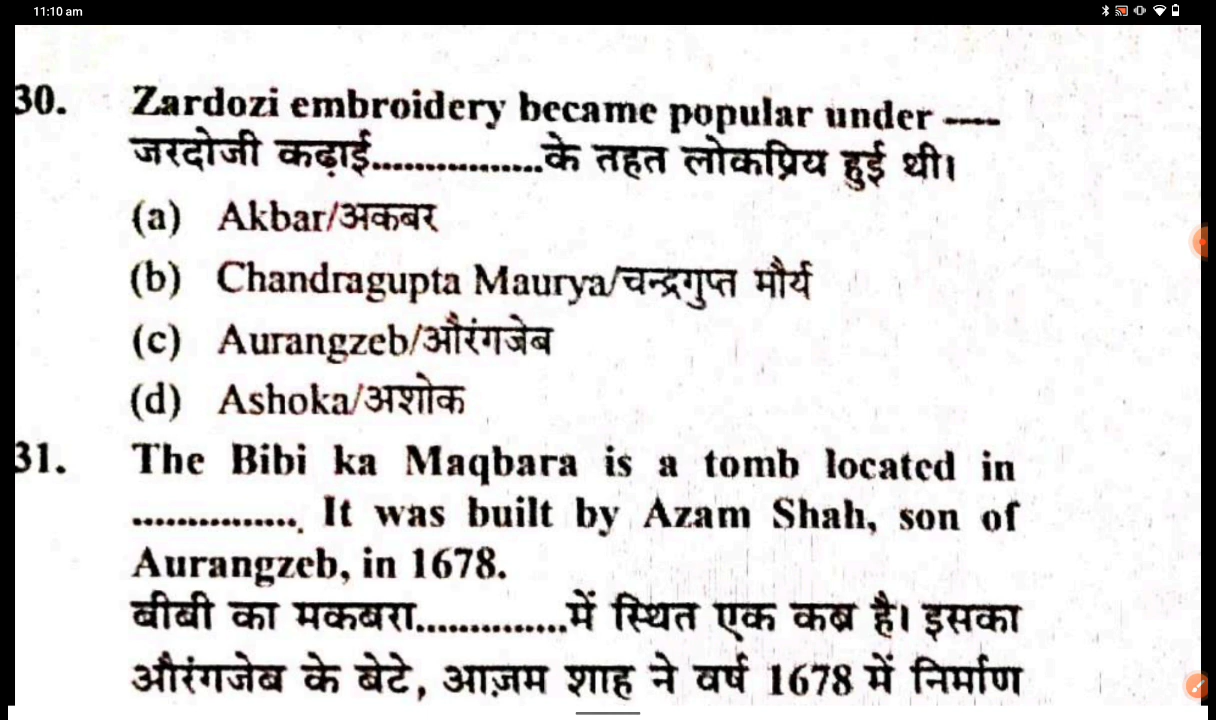 11:10 am
30. Zardozi embroidery became popular under ----
जरदोजी कढ़ाई................के तहत लोकप्रिय हुई थी।
(a) Akbar/अकबर
(b) Chandragupta Maurya/चन्द्रगुप्त मौर्य
(c) Aurangzeb/औरंगजेब
(d) Ashoka/अशोक
31. The Bibi ka Maqbara is a tomb located in
................ It was built by Azam Shah, son of
Aurangzeb, in 1678.
बीबी का मकबरा..............में स्थित एक कब्र है। इसका
औरंगजेब के बेटे, आज़म शाह ने वर्ष 1678 में निर्माण